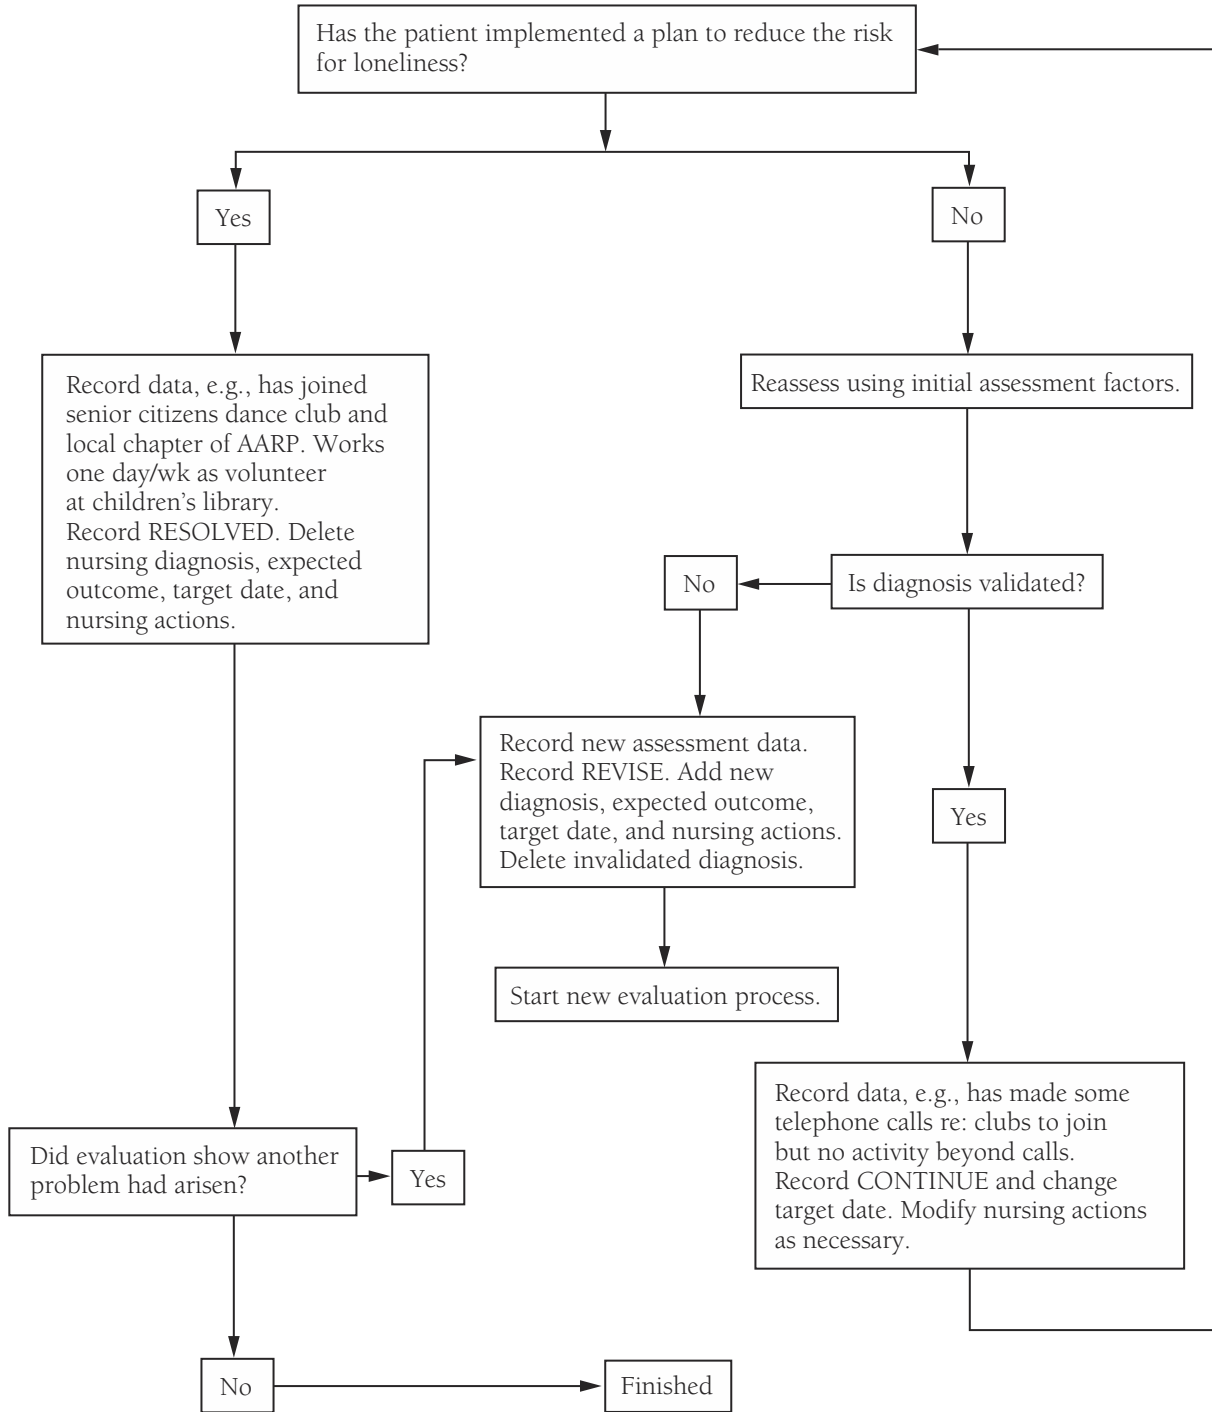 Has the patient implemented a plan to reduce the risk
for loneliness?
Yes
No
Record data, e.g., has joined
senior citizens dance club and
local chapter of AARP. Works
one day/wk as volunteer
at children’s library.
Record RESOLVED. Delete
nursing diagnosis, expected
outcome, target date, and
nursing actions.
Reassess using initial assessment factors.
No
Is diagnosis validated?
Record new assessment data.
Record REVISE. Add new
diagnosis, expected outcome,
target date, and nursing actions.
Delete invalidated diagnosis.
Yes
Start new evaluation process.
Record data, e.g., has made some
telephone calls re: clubs to join
but no activity beyond calls.
Record CONTINUE and change
target date. Modify nursing actions
as necessary.
Did evaluation show another
problem had arisen?
Yes
No
Finished